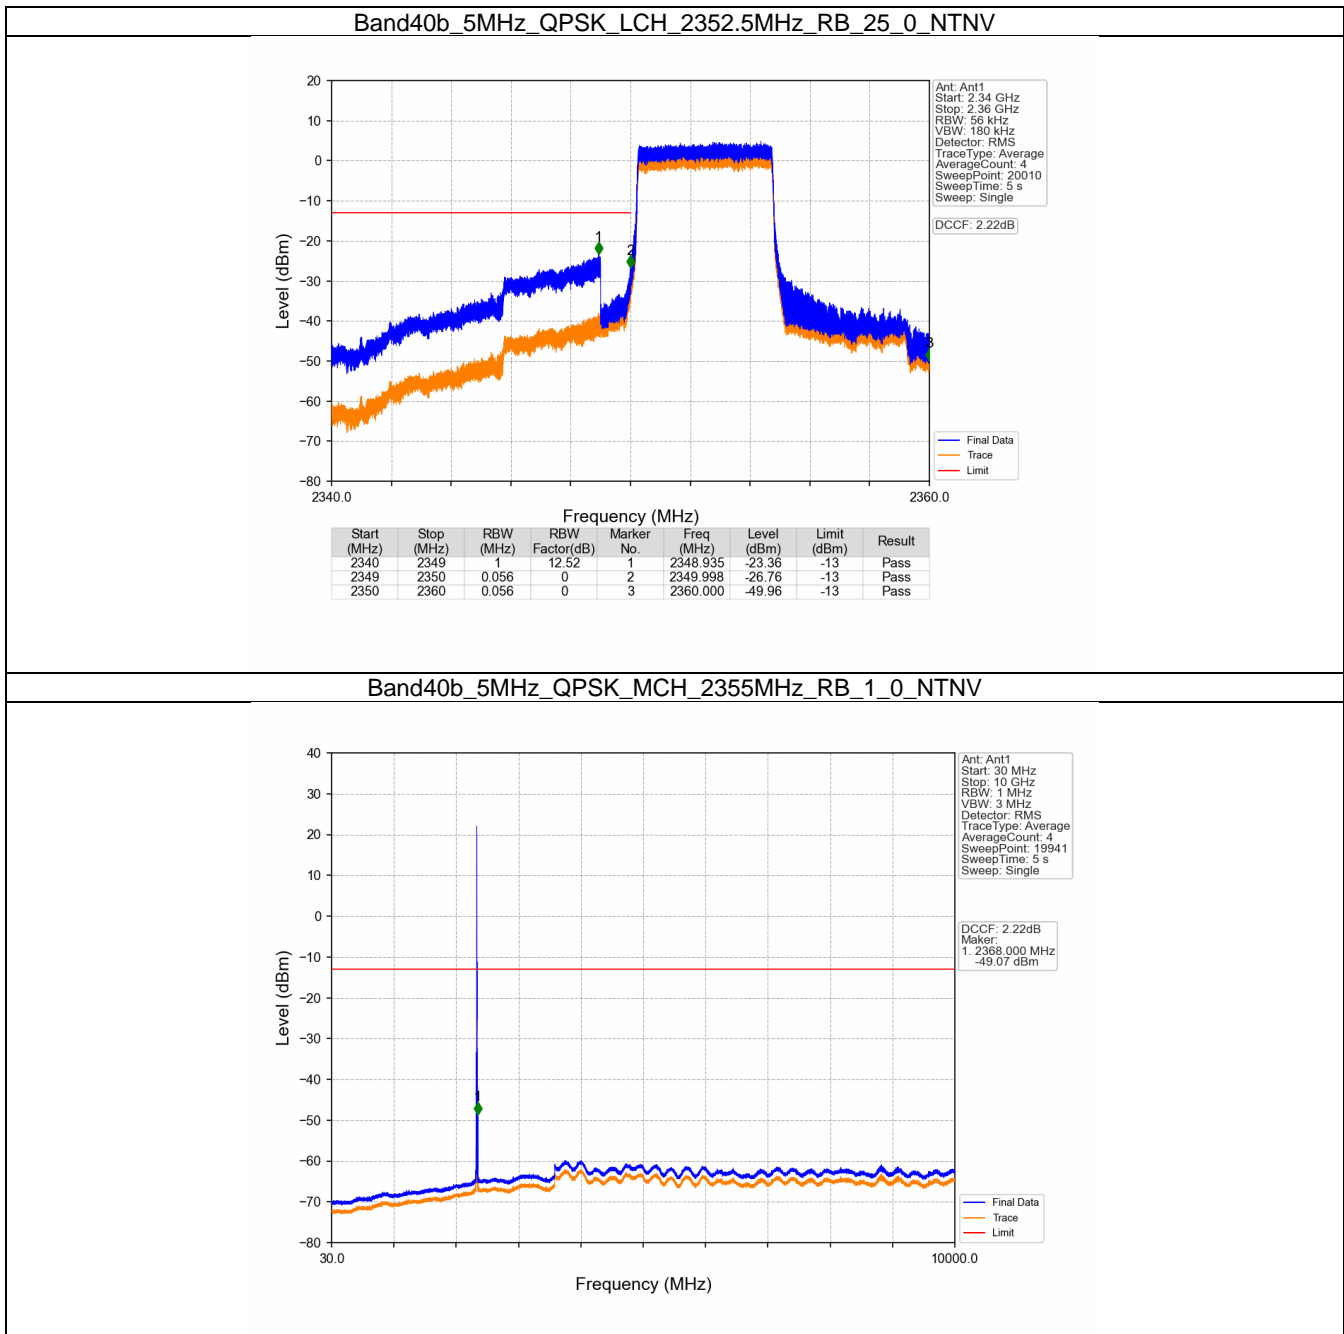 Band40b_5MHz_QPSK_LCH_2352.5MHz_RB_25_0_NTNV
20
10
0
−10
−20
−30
−40
−50
−60
−70
−80
Level (dBm)
1
2
3
2340.0
2360.0
Frequency (MHz)
Ant: Ant1
Start: 2.34 GHz
Stop: 2.36 GHz
RBW: 56 kHz
VBW: 180 kHz
Detector: RMS
TraceType: Average
AverageCount: 4
SweepPoint: 20010
SweepTime: 5 s
Sweep: Single
DCCF: 2.22dB
Final Data
Trace
Limit
Start (MHz) Stop (MHz) RBW (MHz) RBW Factor(dB) Marker No. Freq (MHz) Level (dBm) Limit (dBm) Result
2340 2349 1 12.52 1 2348.935 -23.36 -13 Pass
2349 2350 0.056 0 2 2349.998 -26.76 -13 Pass
2350 2360 0.056 0 3 2360.000 -49.96 -13 Pass
Band40b_5MHz_QPSK_MCH_2355MHz_RB_1_0_NTNV
40
30
20
10
0
−10
−20
−30
−40
−50
−60
−70
−80
Level (dBm)
1
30.0
10000.0
Frequency (MHz)
Ant: Ant1
Start: 30 MHz
Stop: 10 GHz
RBW: 1 MHz
VBW: 3 MHz
Detector: RMS
TraceType: Average
AverageCount: 4
SweepPoint: 19941
SweepTime: 5 s
Sweep: Single
DCCF: 2.22dB
Maker:
1. 2368.000 MHz
-49.07 dBm
Final Data
Trace
Limit